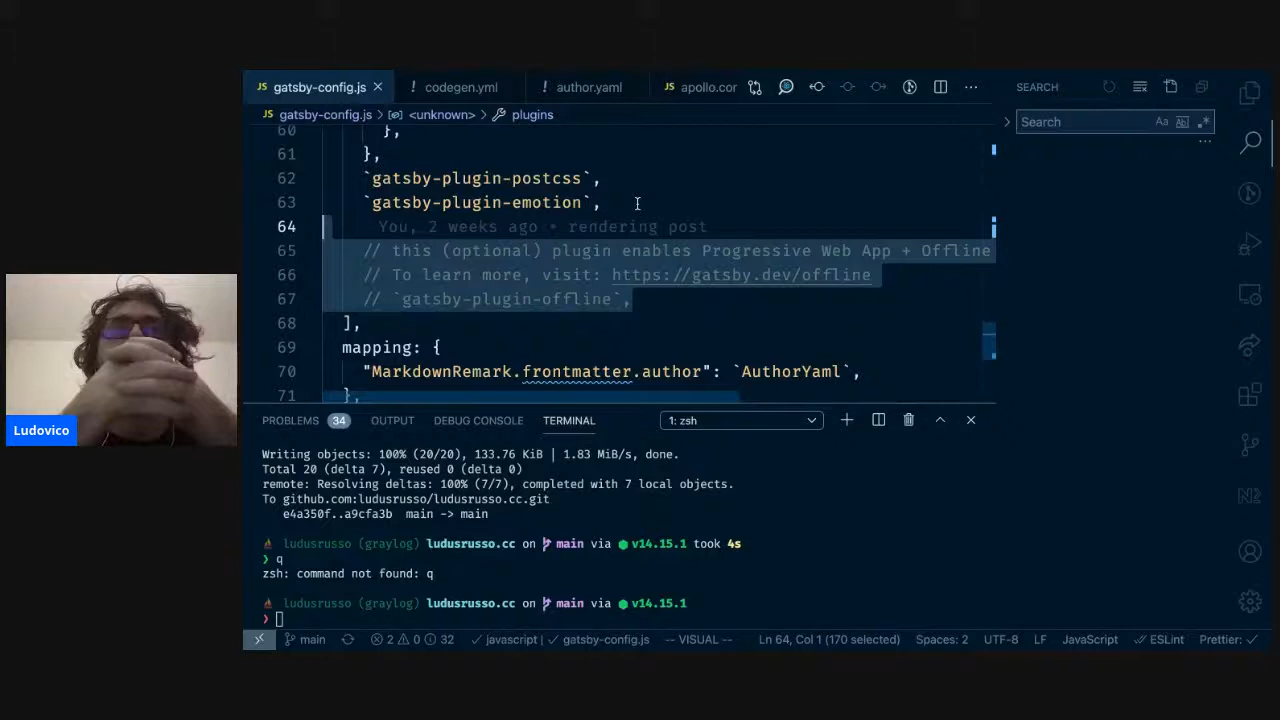 gatsby-config.js
codegen.yml
author.yaml
apollo.cor
SEARCH
gatsby-config.js > <unknown> > plugins
Search
Aa
60 },
61 },
62 `gatsby-plugin-postcss`,
63 `gatsby-plugin-emotion`,
64 You, 2 weeks ago • rendering post
65 // this (optional) plugin enables Progressive Web App + Offline
66 // To learn more, visit: https://gatsby.dev/offline
67 // `gatsby-plugin-offline`,
68 ],
69 mapping: {
70 "MarkdownRemark.frontmatter.author": `AuthorYaml`,
71 },
Ludovico
PROBLEMS 34 OUTPUT DEBUG CONSOLE TERMINAL 1: zsh
Writing objects: 100% (20/20), 133.76 KiB | 1.83 MiB/s, done.
Total 20 (delta 7), reused 0 (delta 0)
remote: Resolving deltas: 100% (7/7), completed with 7 local objects.
To github.com:ludusrusso/ludusrusso.cc.git
e4a350f..a9cfa3b main -> main
ludusrusso (graylog) ludusrusso.cc on main via v14.15.1 took 4s
❯ q
zsh: command not found: q
ludusrusso (graylog) ludusrusso.cc on main via v14.15.1
❯
main 2 0 32 ✓ javascript | ✓ gatsby-config.js -- VISUAL -- Ln 64, Col 1 (170 selected) Spaces: 2 UTF-8 LF JavaScript ESLint Prettier: ✓